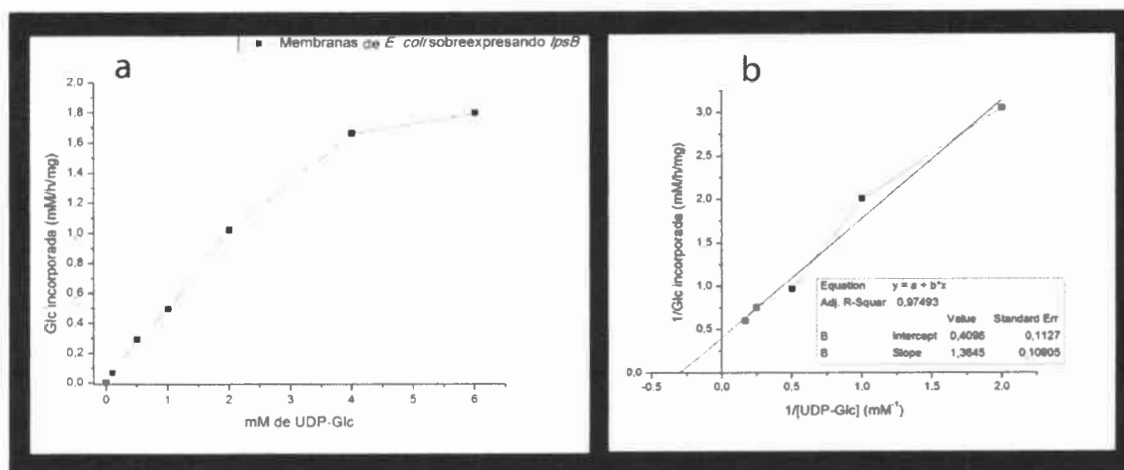 Membranas de E coli sobreexpresando lpsB
a
2,0
1,8
1,6
1,4
1,2
1,0
0,8
0,6
0,4
0,2
0,0
Glc incorporada (mM/h/mg)
0
1
2
3
4
5
6
mM de UDP-Glc
b
3,0
2,5
2,0
1,5
1,0
0,5
0,0
1/Glc incorporada (mM/h/mg)
-0.5
0.0
0.5
1.0
1.5
2.0
1/[UDP-Glc] (mM⁻¹)
Equation y = a + b*x
Adj. R-Squar 0,97493
Value Standard Err
B Intercept 0,4096 0,1127
B Slope 1,3645 0,10905